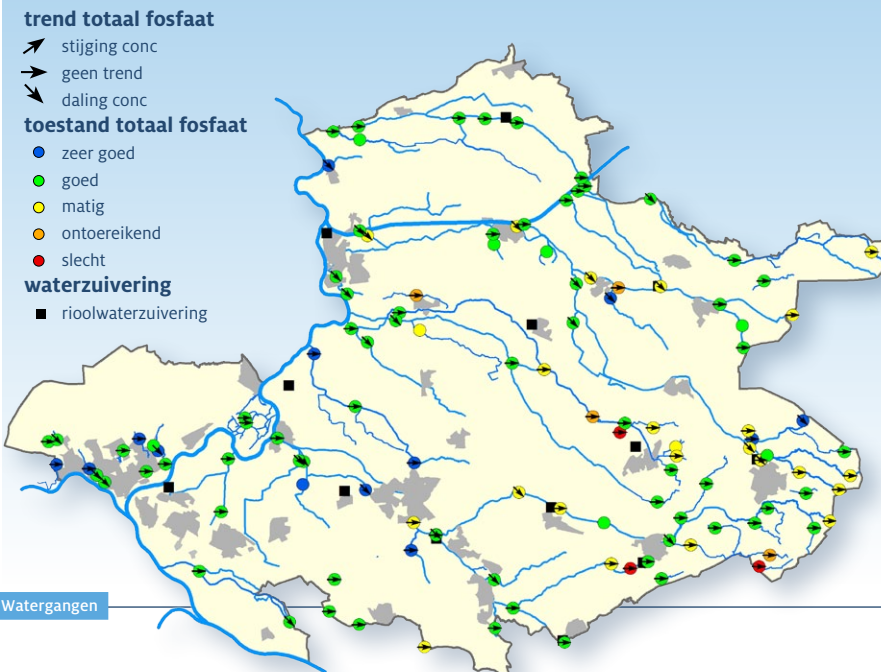 trend totaal fosfaat
stijging conc
geen trend
daling conc
toestand totaal fosfaat
zeer goed
goed
matig
ontoereikend
slecht
waterzuivering
rioolwaterzuivering
Watergangen